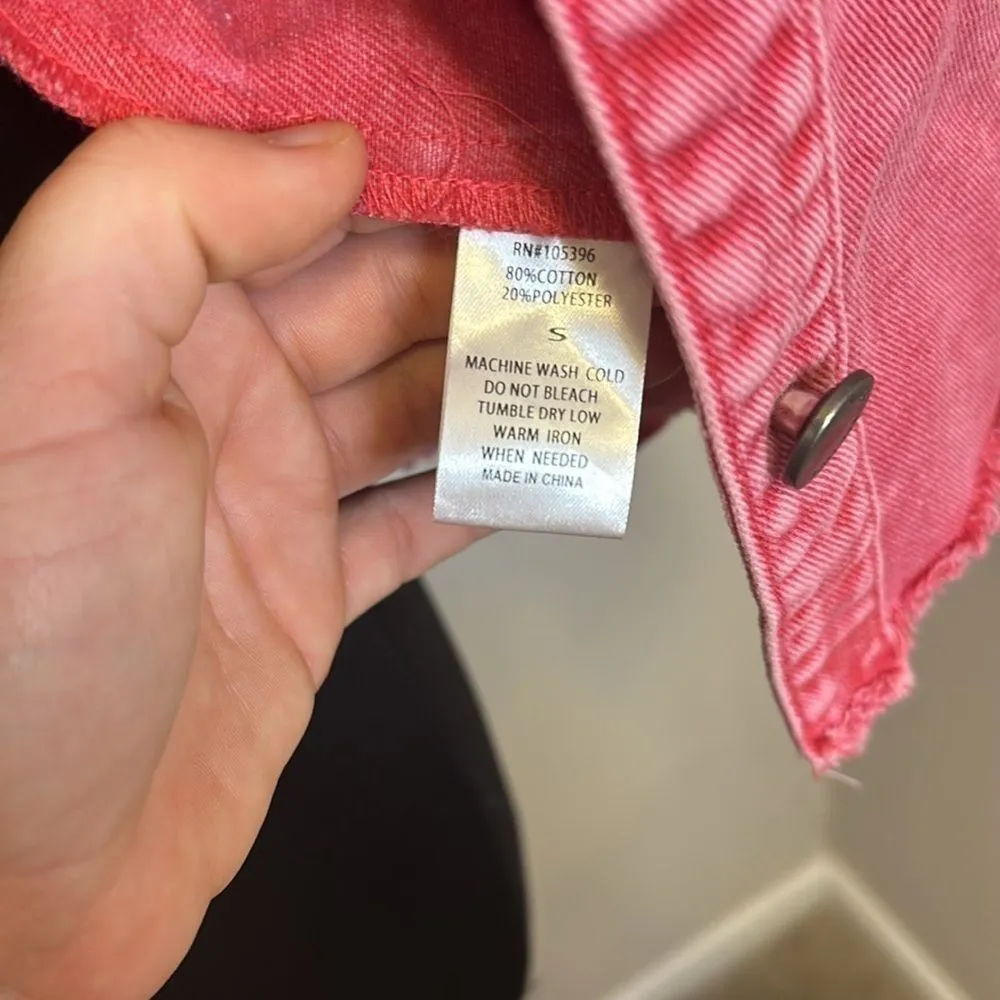 RN#105396
80%COTTON
20%POLYESTER
S
MACHINE WASH COLD
DO NOT BLEACH
TUMBLE DRY LOW
WARM IRON
WHEN NEEDED
MADE IN CHINA